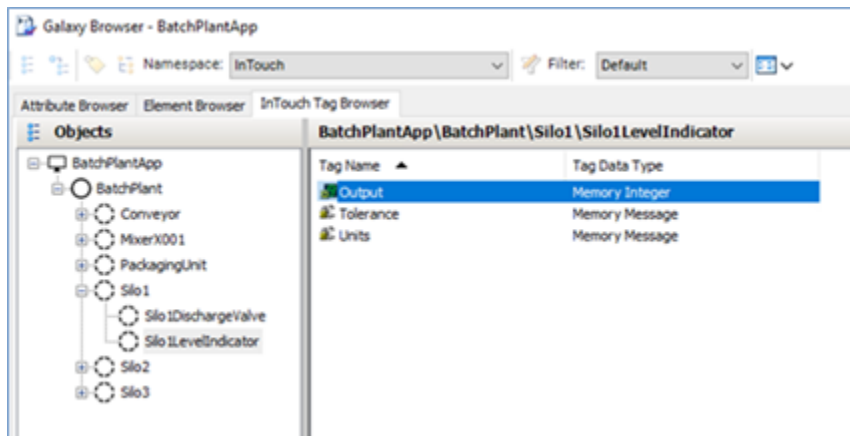 Galaxy Browser - BatchPlantApp
Namespace: InTouch Filter: Default
Attribute Browser Element Browser InTouch Tag Browser
Objects BatchPlantApp\BatchPlant\Silo1\Silo1LevelIndicator
BatchPlantApp Tag Name Tag Data Type
BatchPlant Output Memory Integer
Conveyor Tolerance Memory Message
MixerX001 Units Memory Message
PackagingUnit
Silo1
Silo1DischargeValve
Silo1LevelIndicator
Silo2
Silo3